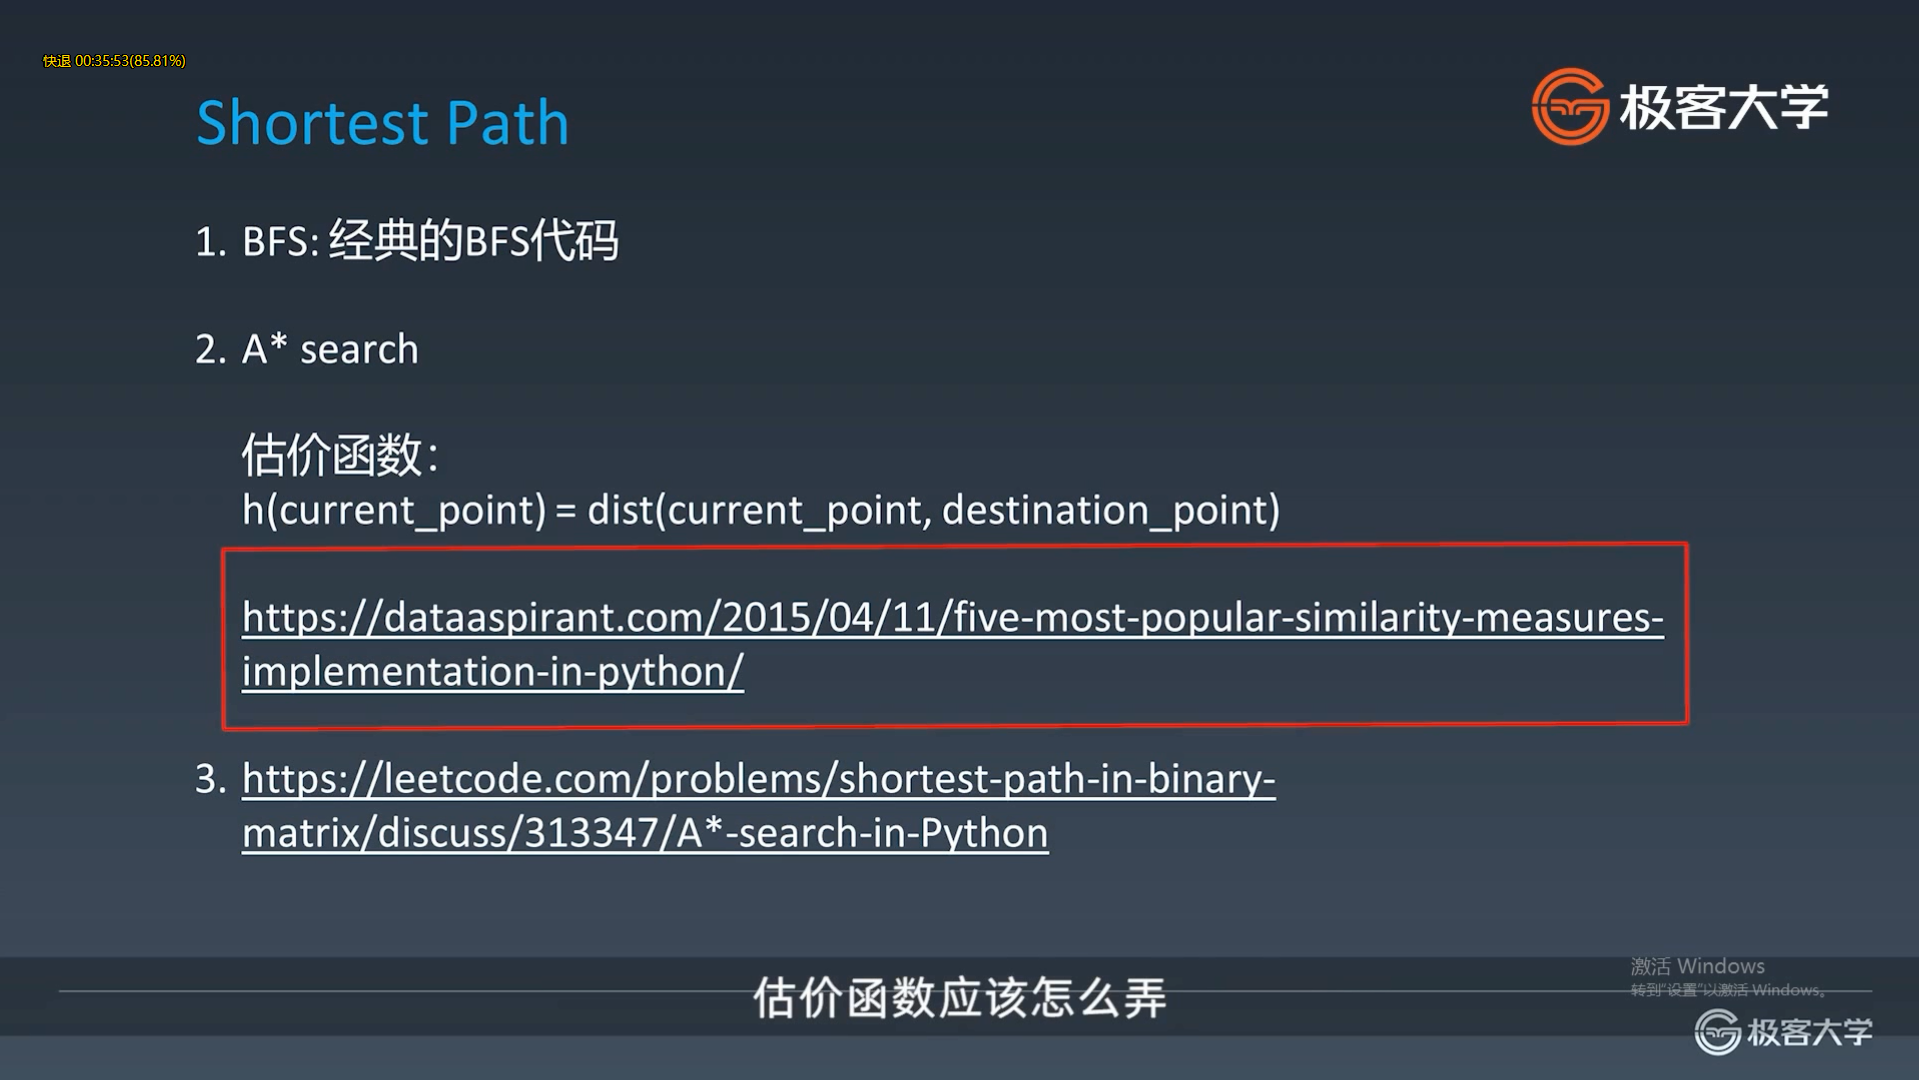 快退 00:35:53(85.81%)
极客大学
Shortest Path
1. BFS: 经典的BFS代码
2. A* search
估价函数：
h(current_point) = dist(current_point, destination_point)
https://dataaspirant.com/2015/04/11/five-most-popular-similarity-measures-
implementation-in-python/
3. https://leetcode.com/problems/shortest-path-in-binary-
matrix/discuss/313347/A*-search-in-Python
激活 Windows
转到“设置”以激活 Windows。
估价函数应该怎么弄
极客大学